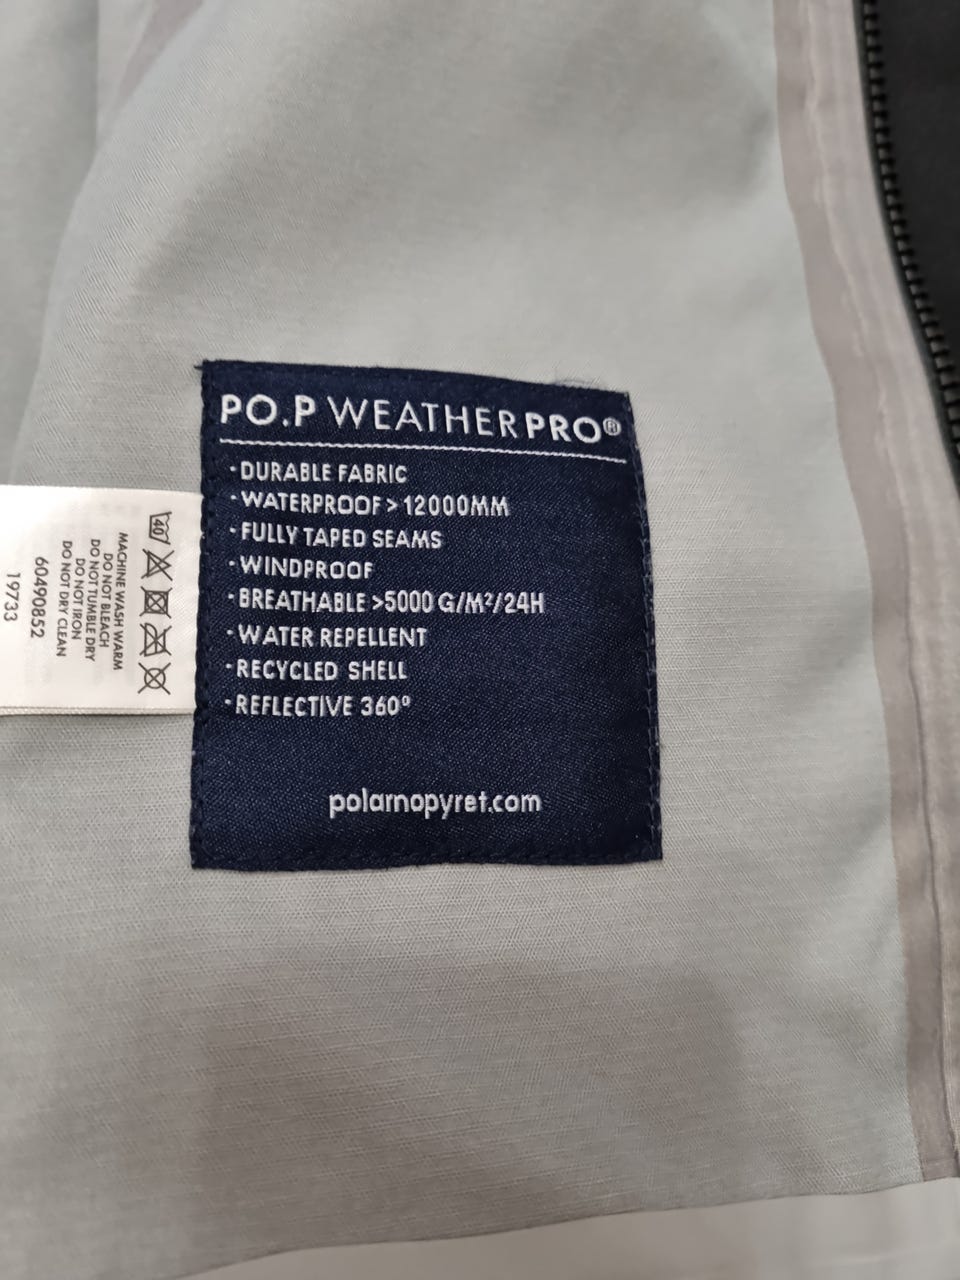 PO.P WEATHERPRO®
·DURABLE FABRIC
·WATERPROOF > 12000MM
·FULLY TAPED SEAMS
·WINDPROOF
·BREATHABLE >5000 G/M²/24H
·WATER REPELLENT
·RECYCLED SHELL
·REFLECTIVE 360°
polarnopyret.com
40
MACHINE WASH WARM
DO NOT BLEACH
DO NOT TUMBLE DRY
DO NOT IRON
DO NOT DRY CLEAN
60490852
19733